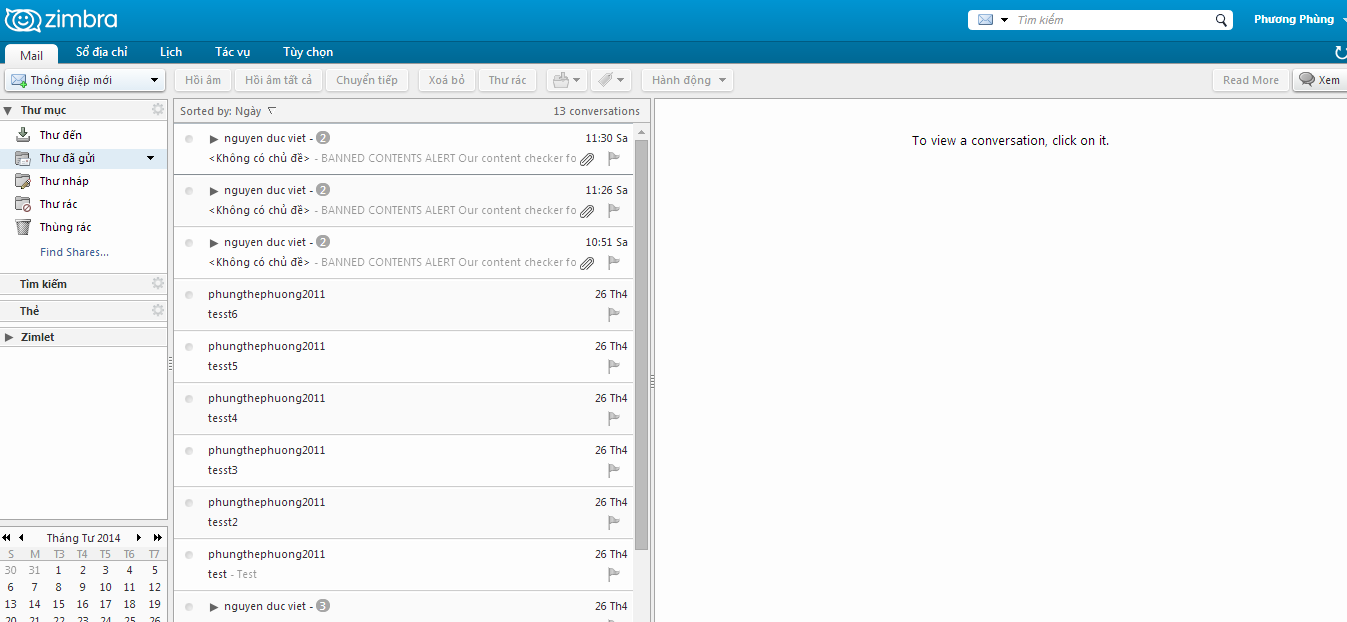 zimbra
Tìm kiếm
Phương Phùng
Mail Sổ địa chỉ Lịch Tác vụ Tùy chọn
Thông điệp mới Hồi âm Hồi âm tất cả Chuyển tiếp Xoá bỏ Thư rác Hành động Read More Xem
Thư mục
Thư đến
Thư đã gửi
Thư nháp
Thư rác
Thùng rác
Find Shares...
Tìm kiếm
Thẻ
Zimlet
Tháng Tư 2014
S M T3 T4 T5 T6 T7
30 31 1 2 3 4 5
6 7 8 9 10 11 12
13 14 15 16 17 18 19
20 21 22 23 24 25 26
Sorted by: Ngày 13 conversations
nguyen duc viet - 2 11:30 Sa
<Không có chủ đề> - BANNED CONTENTS ALERT Our content checker fo
nguyen duc viet - 2 11:26 Sa
<Không có chủ đề> - BANNED CONTENTS ALERT Our content checker fo
nguyen duc viet - 2 10:51 Sa
<Không có chủ đề> - BANNED CONTENTS ALERT Our content checker fo
phungthephuong2011 26 Th4
tesst6
phungthephuong2011 26 Th4
tesst5
phungthephuong2011 26 Th4
tesst4
phungthephuong2011 26 Th4
tesst3
phungthephuong2011 26 Th4
tesst2
phungthephuong2011 26 Th4
test - Test
nguyen duc viet - 3 26 Th4
To view a conversation, click on it.